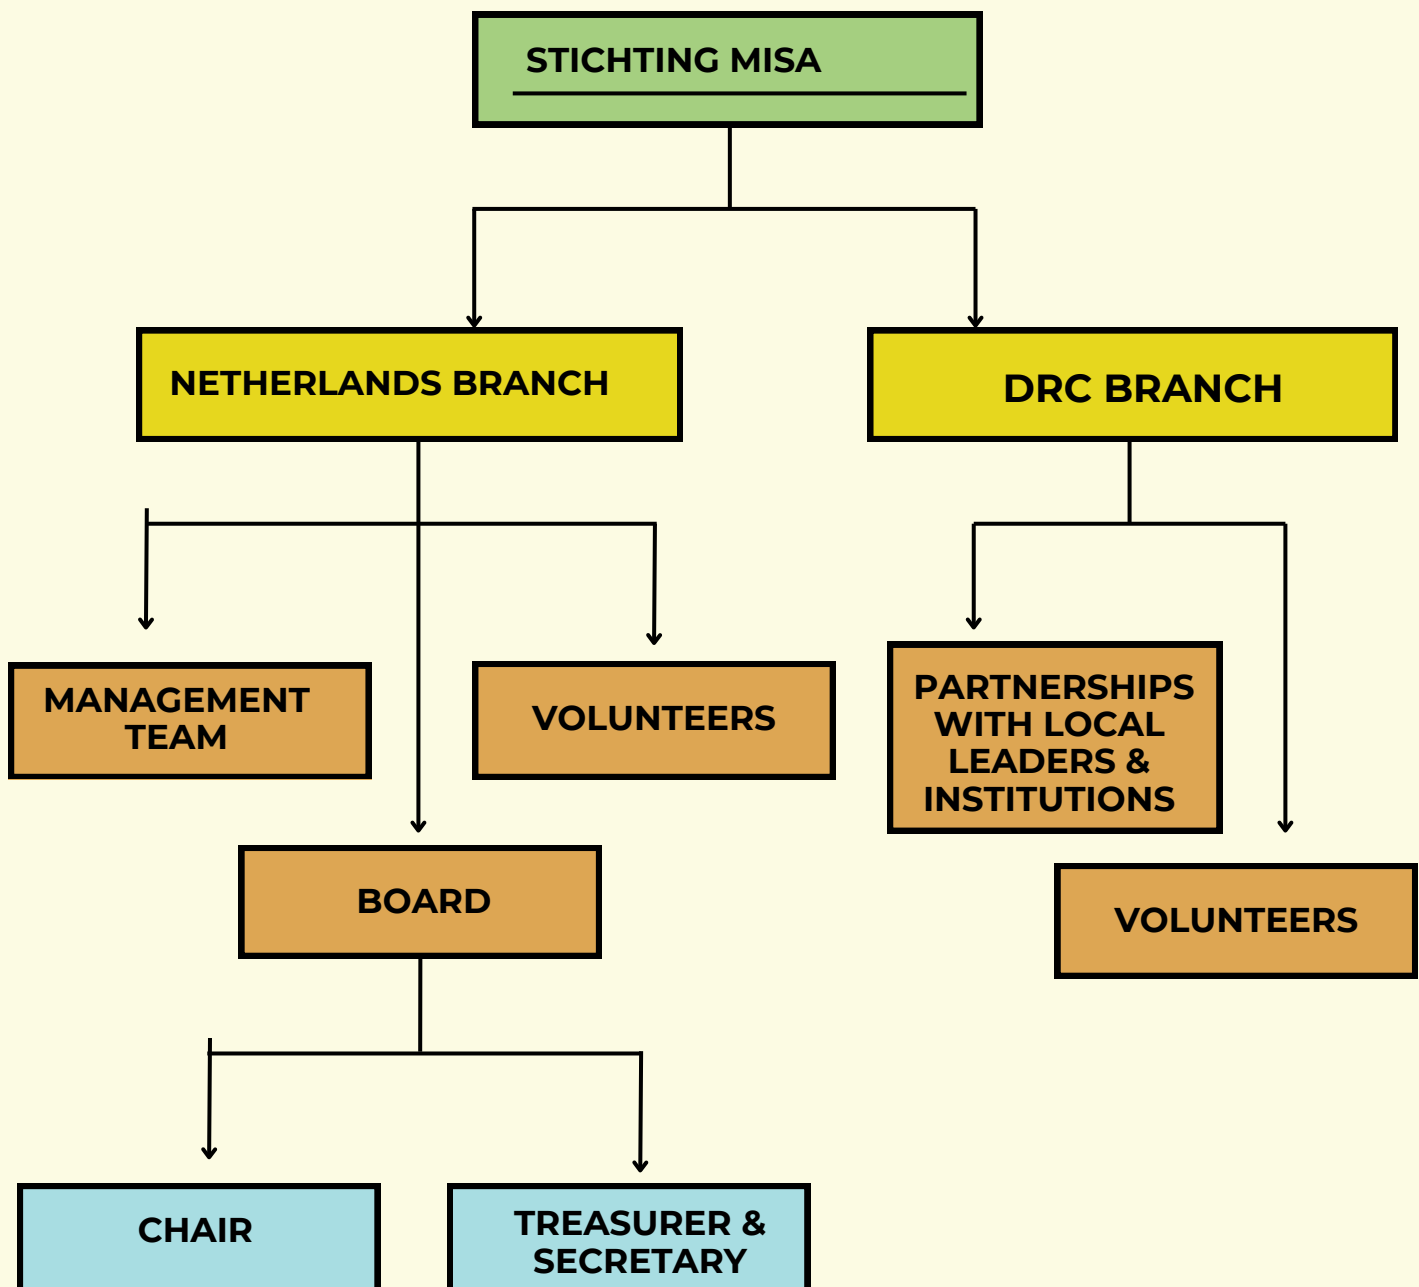 STICHTING MISA
NETHERLANDS BRANCH
DRC BRANCH
MANAGEMENT
TEAM
VOLUNTEERS
PARTNERSHIPS
WITH LOCAL
LEADERS &
INSTITUTIONS
BOARD
VOLUNTEERS
CHAIR
TREASURER &
SECRETARY